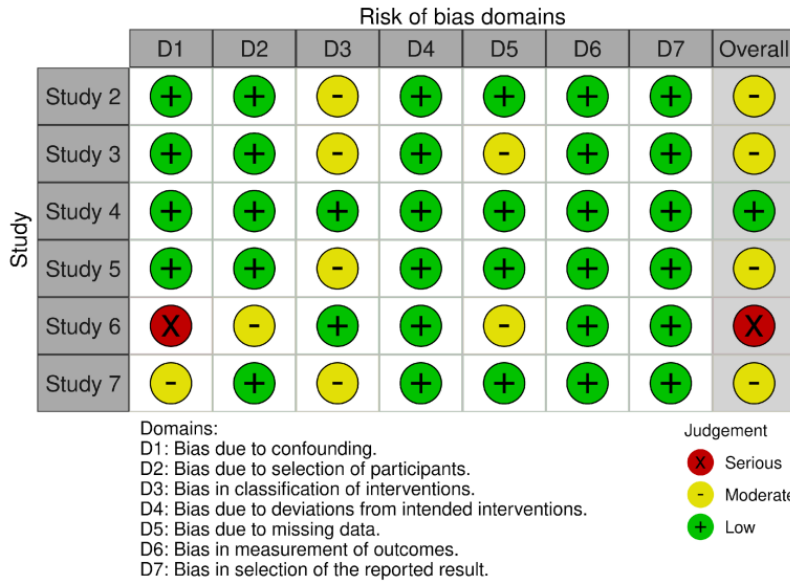 Risk of bias domains
D1 D2 D3 D4 D5 D6 D7 Overall
Study
Study 2 + + - + + + + -
Study 3 + + - + - + + -
Study 4 + + + + + + + +
Study 5 + + - + + + + -
Study 6 X - + + - + + X
Study 7 - + - + + + + -
Domains:
D1: Bias due to confounding.
D2: Bias due to selection of participants.
D3: Bias in classification of interventions.
D4: Bias due to deviations from intended interventions.
D5: Bias due to missing data.
D6: Bias in measurement of outcomes.
D7: Bias in selection of the reported result.
Judgement
X Serious
- Moderate
+ Low